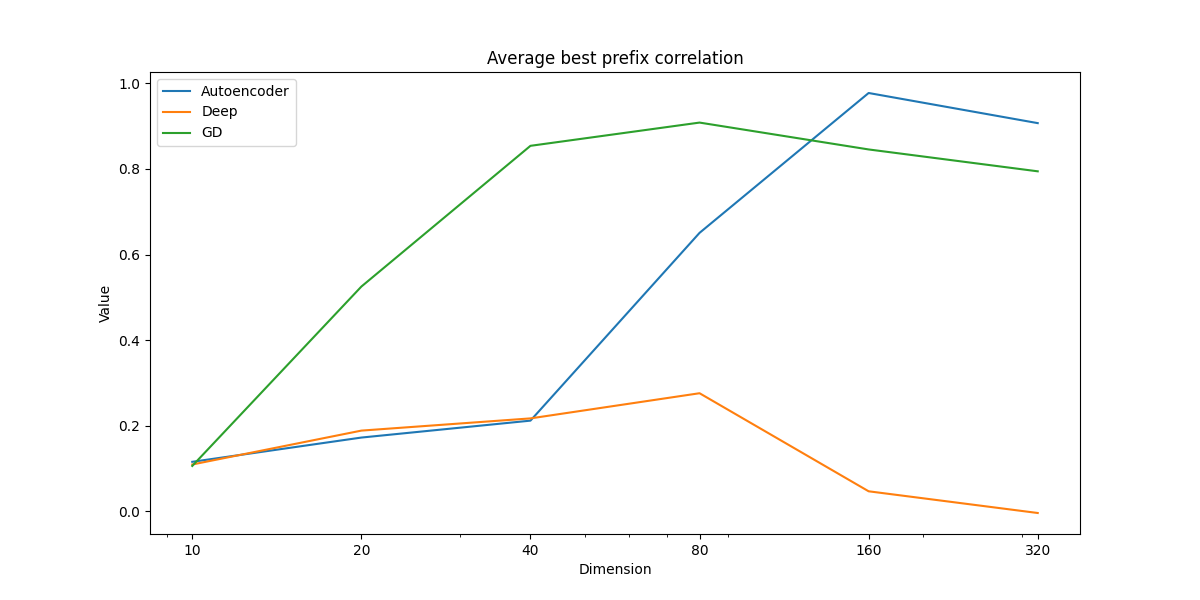 Average best prefix correlation
Autoencoder
Deep
GD
Value
1.0
0.8
0.6
0.4
0.2
0.0
10 20 40 80 160 320
Dimension